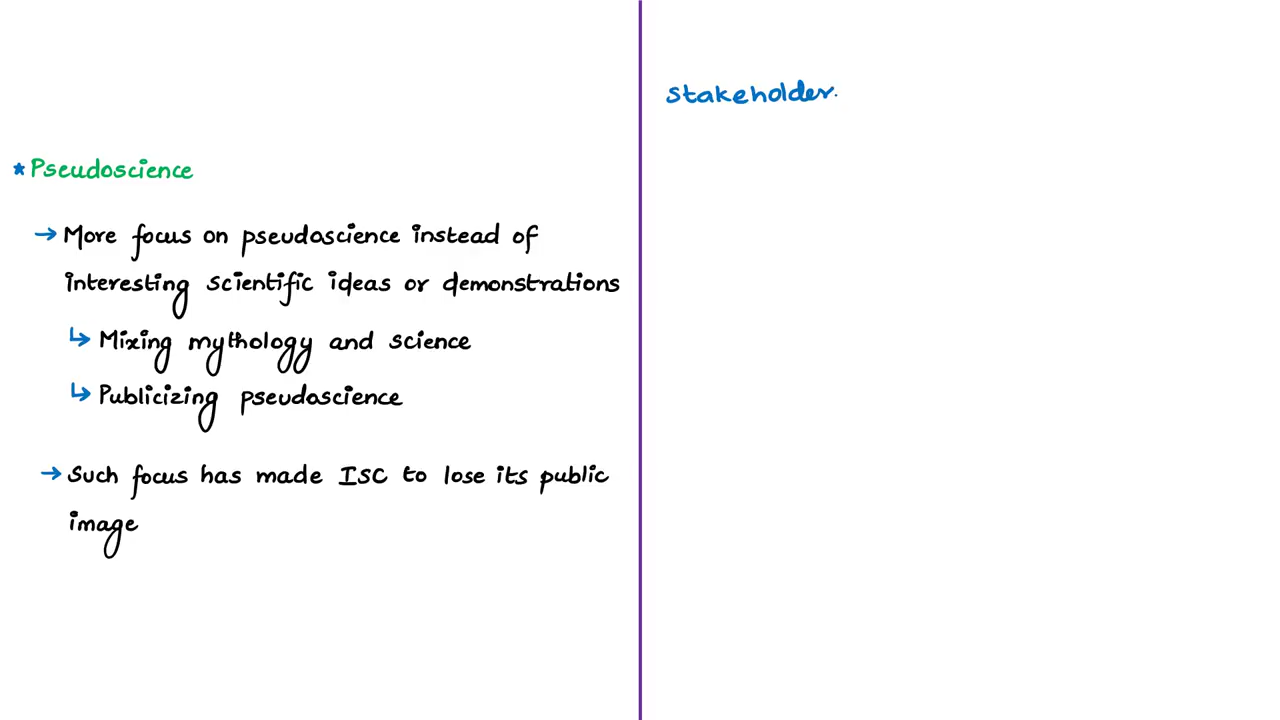 * Pseudoscience
→ More focus on pseudoscience instead of
interesting scientific ideas or demonstrations
↳ Mixing mythology and science
↳ Publicizing pseudoscience
→ Such focus has made ISC to lose its public
image
stakeholder.